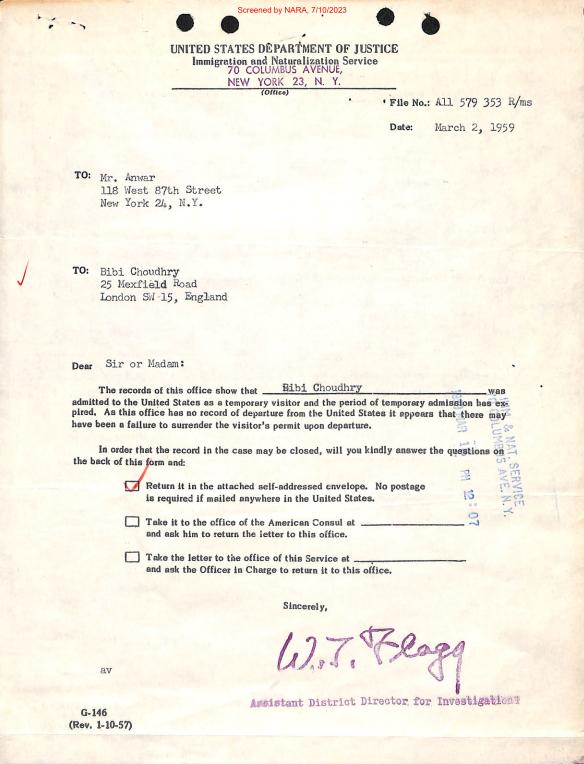 Screened by NARA, 7/10/2023
UNITED STATES DEPARTMENT OF JUSTICE
Immigration and Naturalization Service
70 COLUMBUS AVENUE,
NEW YORK 23, N. Y.
(Office)
File No.: A11 579 353 R/ms
Date: March 2, 1959
TO: Mr. Anwar
118 West 87th Street
New York 24, N.Y.
TO: Bibi Choudhry
25 Mexfield Road
London SW-15, England
Dear Sir or Madam:
The records of this office show that Bibi Choudhry was
admitted to the United States as a temporary visitor and the period of temporary admission has ex-
pired. As this office has no record of departure from the United States it appears that there may
have been a failure to surrender the visitor's permit upon departure.
In order that the record in the case may be closed, will you kindly answer the questions on
the back of this form and:
Return it in the attached self-addressed envelope. No postage
is required if mailed anywhere in the United States.
Take it to the office of the American Consul at
and ask him to return the letter to this office.
Take the letter to the office of this Service at
and ask the Officer in Charge to return it to this office.
& NAT. SERVICE
COLUMBUS AVE. N.Y.
MAR
PM 12:07
Sincerely,
W. J. Flagg
Assistant District Director for Investigations
av
G-146
(Rev. 1-10-57)